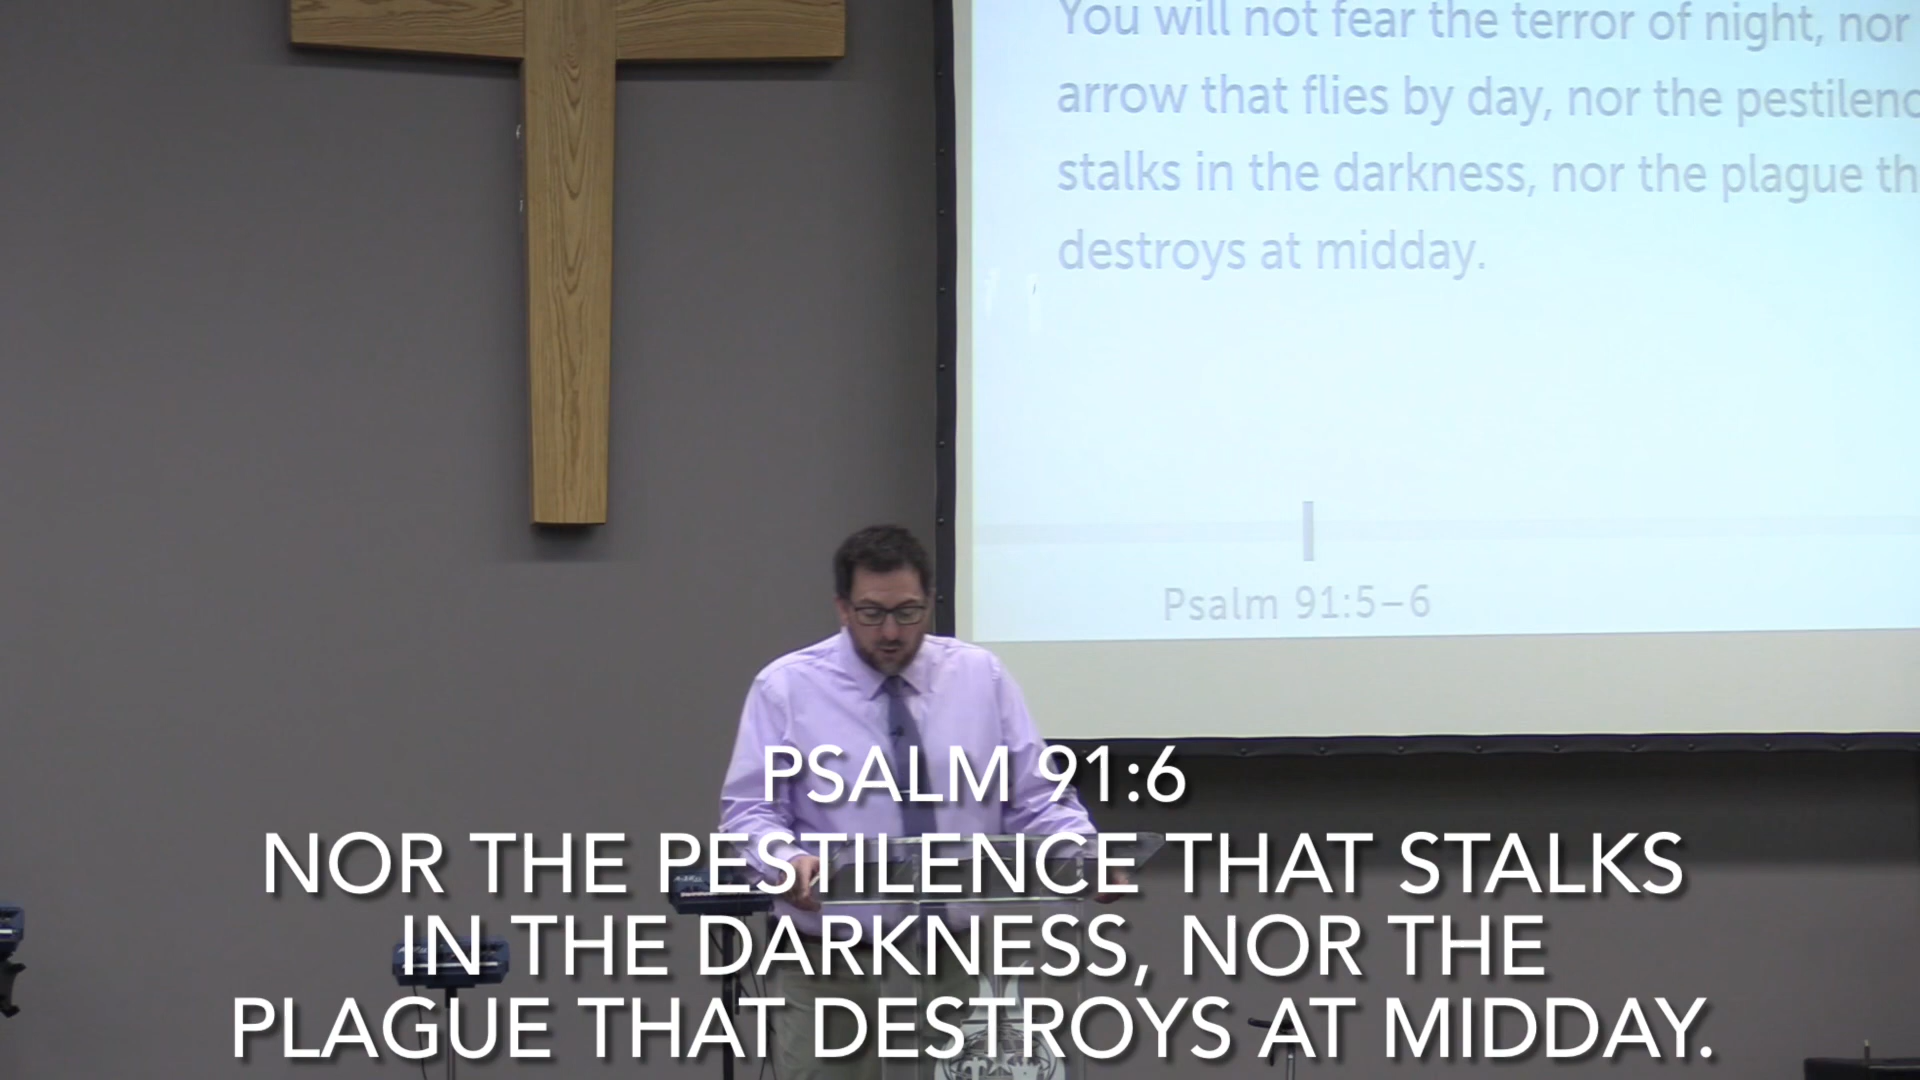 You will not fear the terror of night, nor
arrow that flies by day, nor the
stalks in the darkness, nor the plague
destroys at midday.
Psalm 91:5–6
PSALM 91:6
NOR THE PESTILENCE THAT STALKS
IN THE DARKNESS, NOR THE
PLAGUE THAT DESTROYS AT MIDDAY.